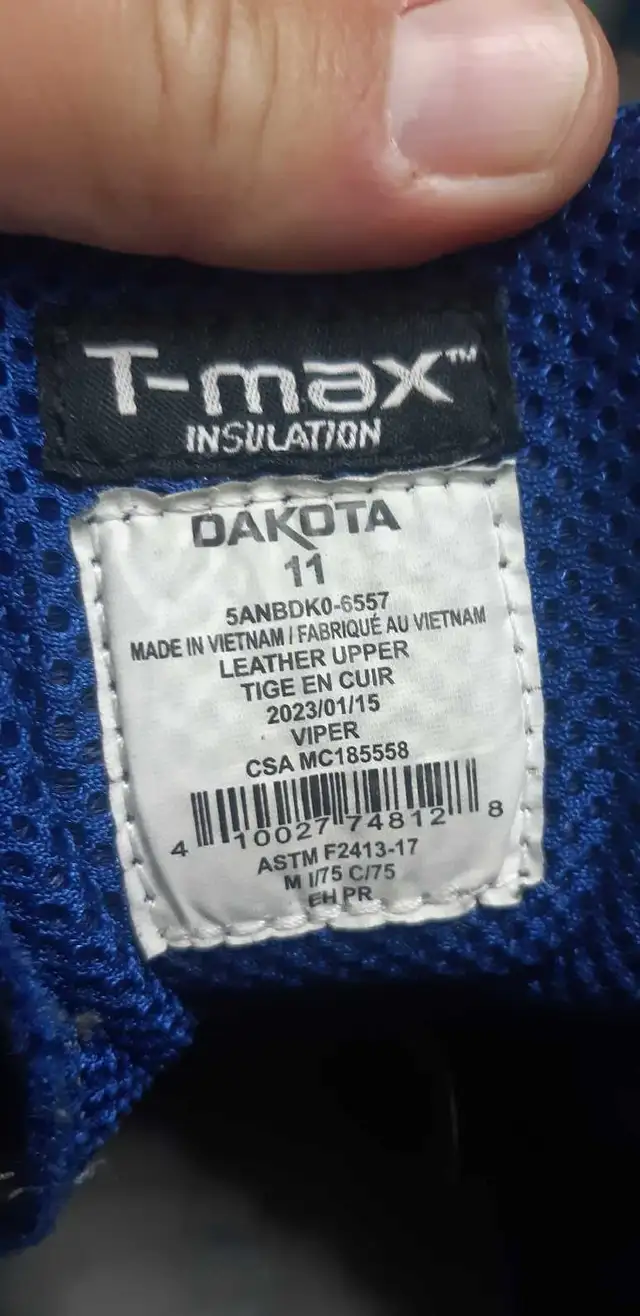 T-max™
INSULATION
DAKOTA
11
5ANBDK0-6557
MADE IN VIETNAM / FABRIQUÉ AU VIETNAM
LEATHER UPPER
TIGE EN CUIR
2023/01/15
VIPER
CSA MC185558
4 10027 74812 8
ASTM F2413-17
M I/75 C/75
EH PR